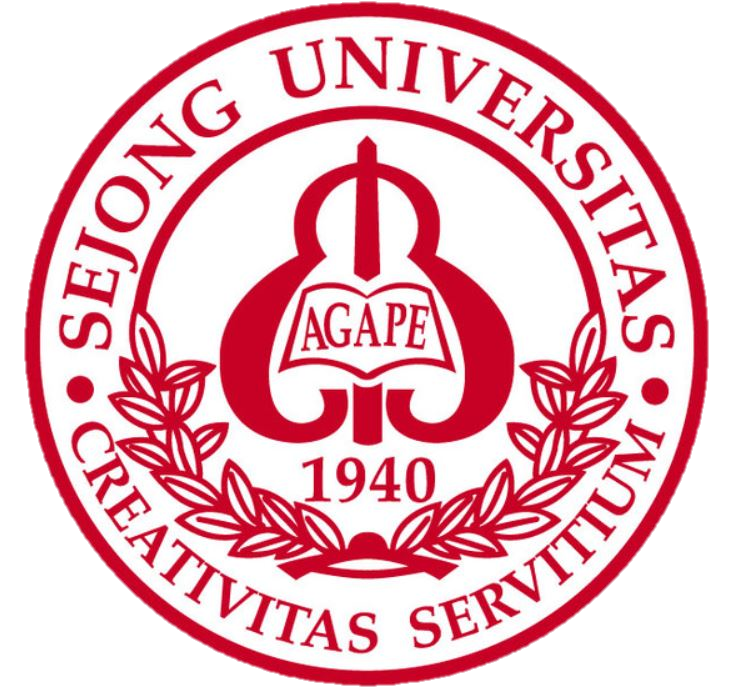 SEJONG UNIVERSITAS
AGAPE
1940
CREATIVITAS SERVITIUM